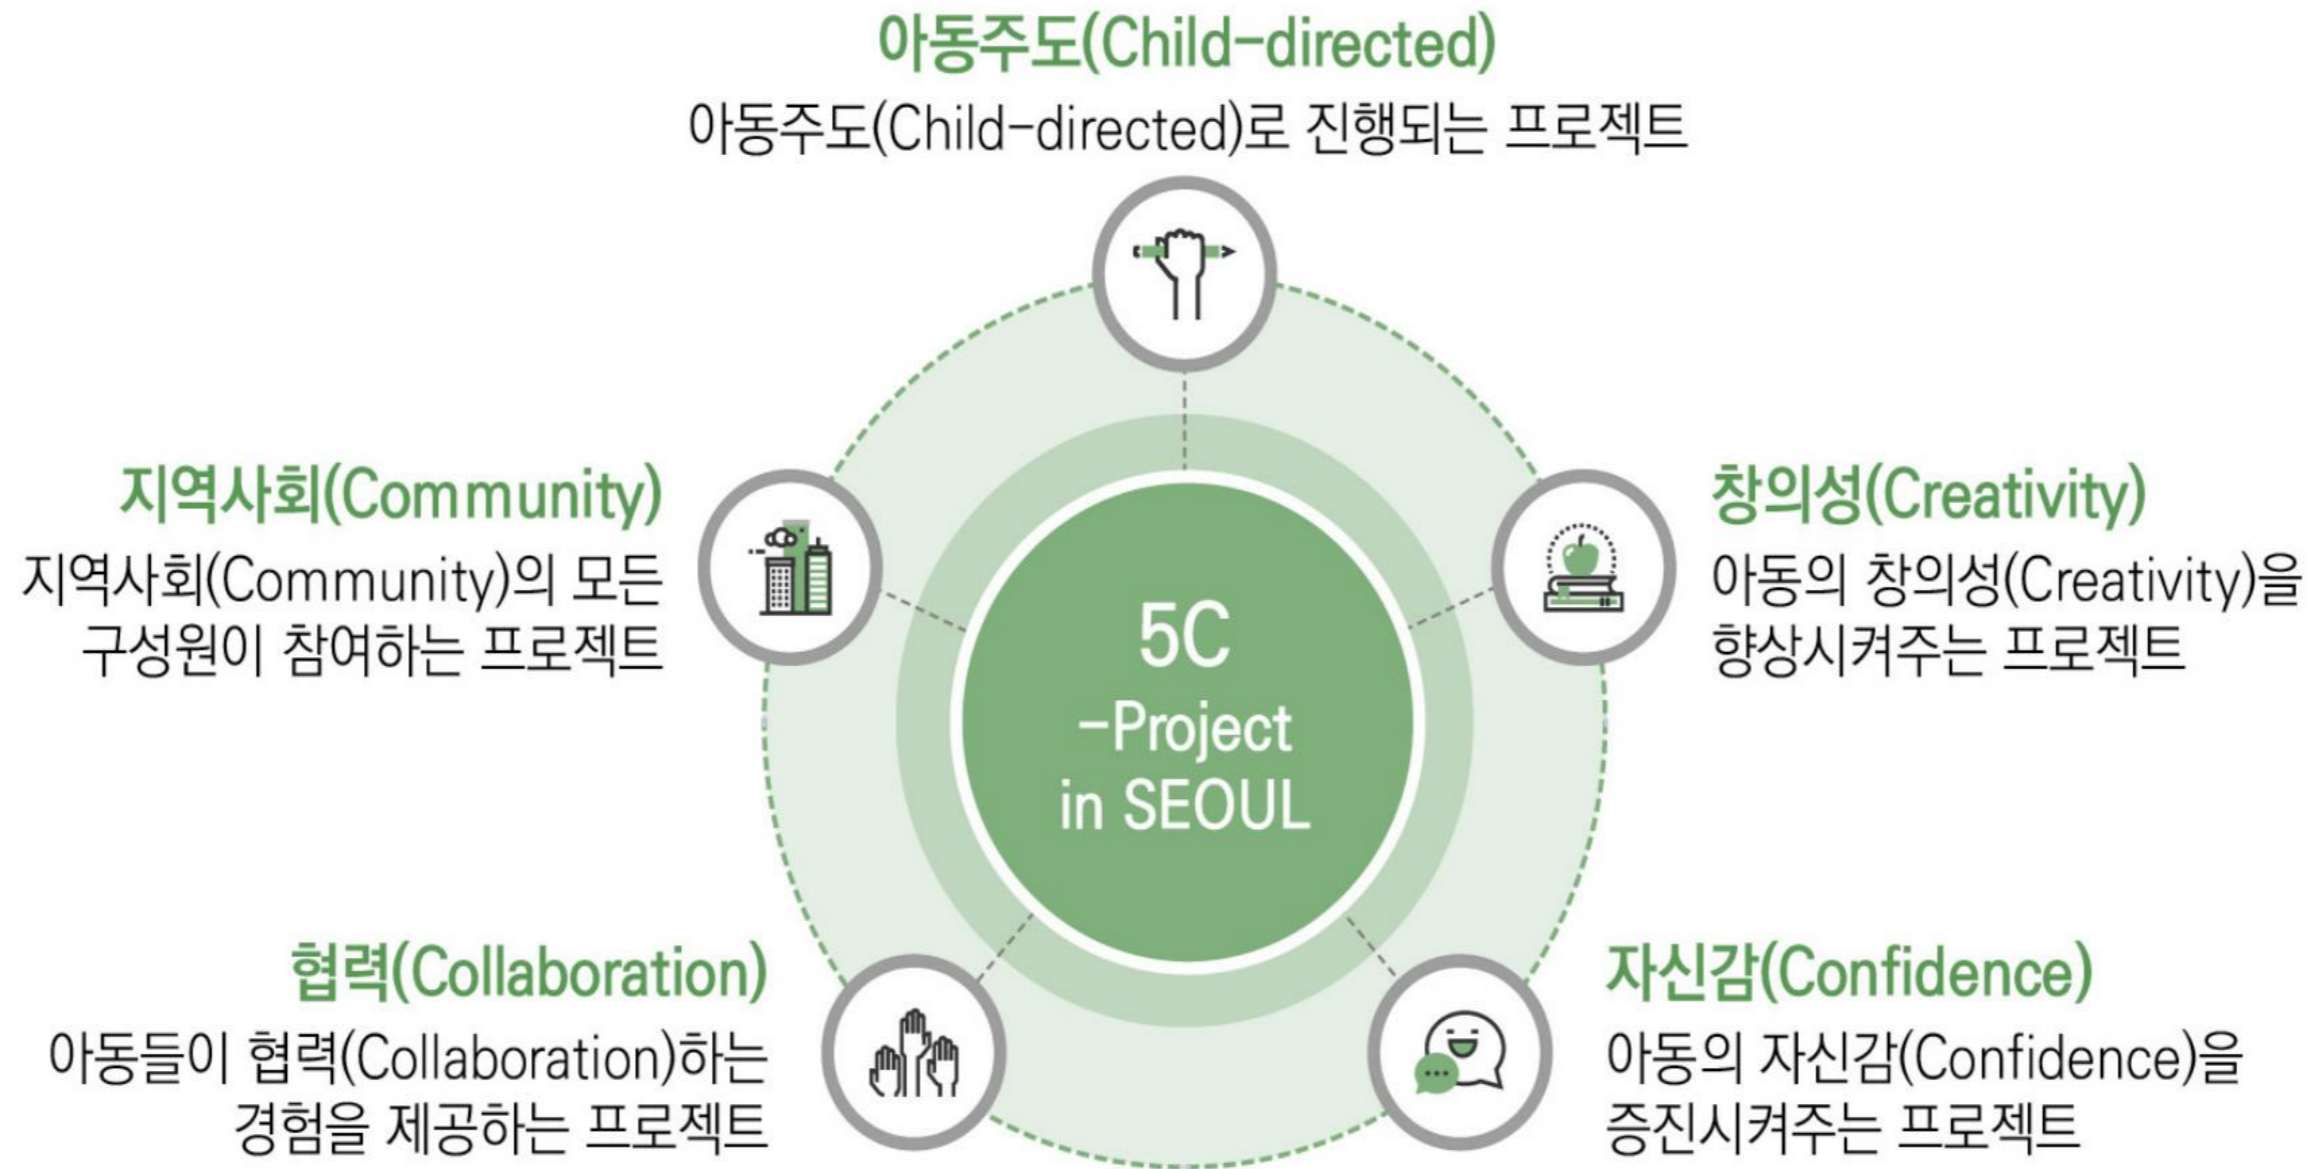 아동주도(Child-directed)
아동주도(Child-directed)로 진행되는 프로젝트
지역사회(Community)
지역사회(Community)의 모든
구성원이 참여하는 프로젝트
창의성(Creativity)
아동의 창의성(Creativity)을
향상시켜주는 프로젝트
5C
-Project
in SEOUL
협력(Collaboration)
아동들이 협력(Collaboration)하는
경험을 제공하는 프로젝트
자신감(Confidence)
아동의 자신감(Confidence)을
증진시켜주는 프로젝트